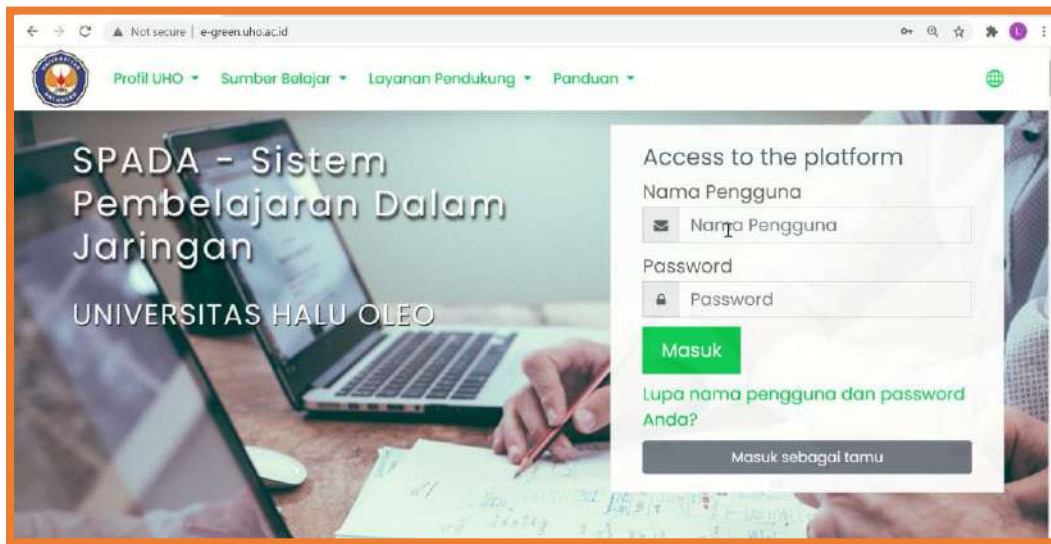 Not secure | e-green.uho.ac.id
L
Profil UHO Sumber Belajar Layanan Pendukung Panduan
SPADA - Sistem
Pembelajaran Dalam
Jaringan
UNIVERSITAS HALU OLEO
Access to the platform
Nama Pengguna
Nama Pengguna
Password
Password
Masuk
Lupa nama pengguna dan password
Anda?
Masuk sebagai tamu